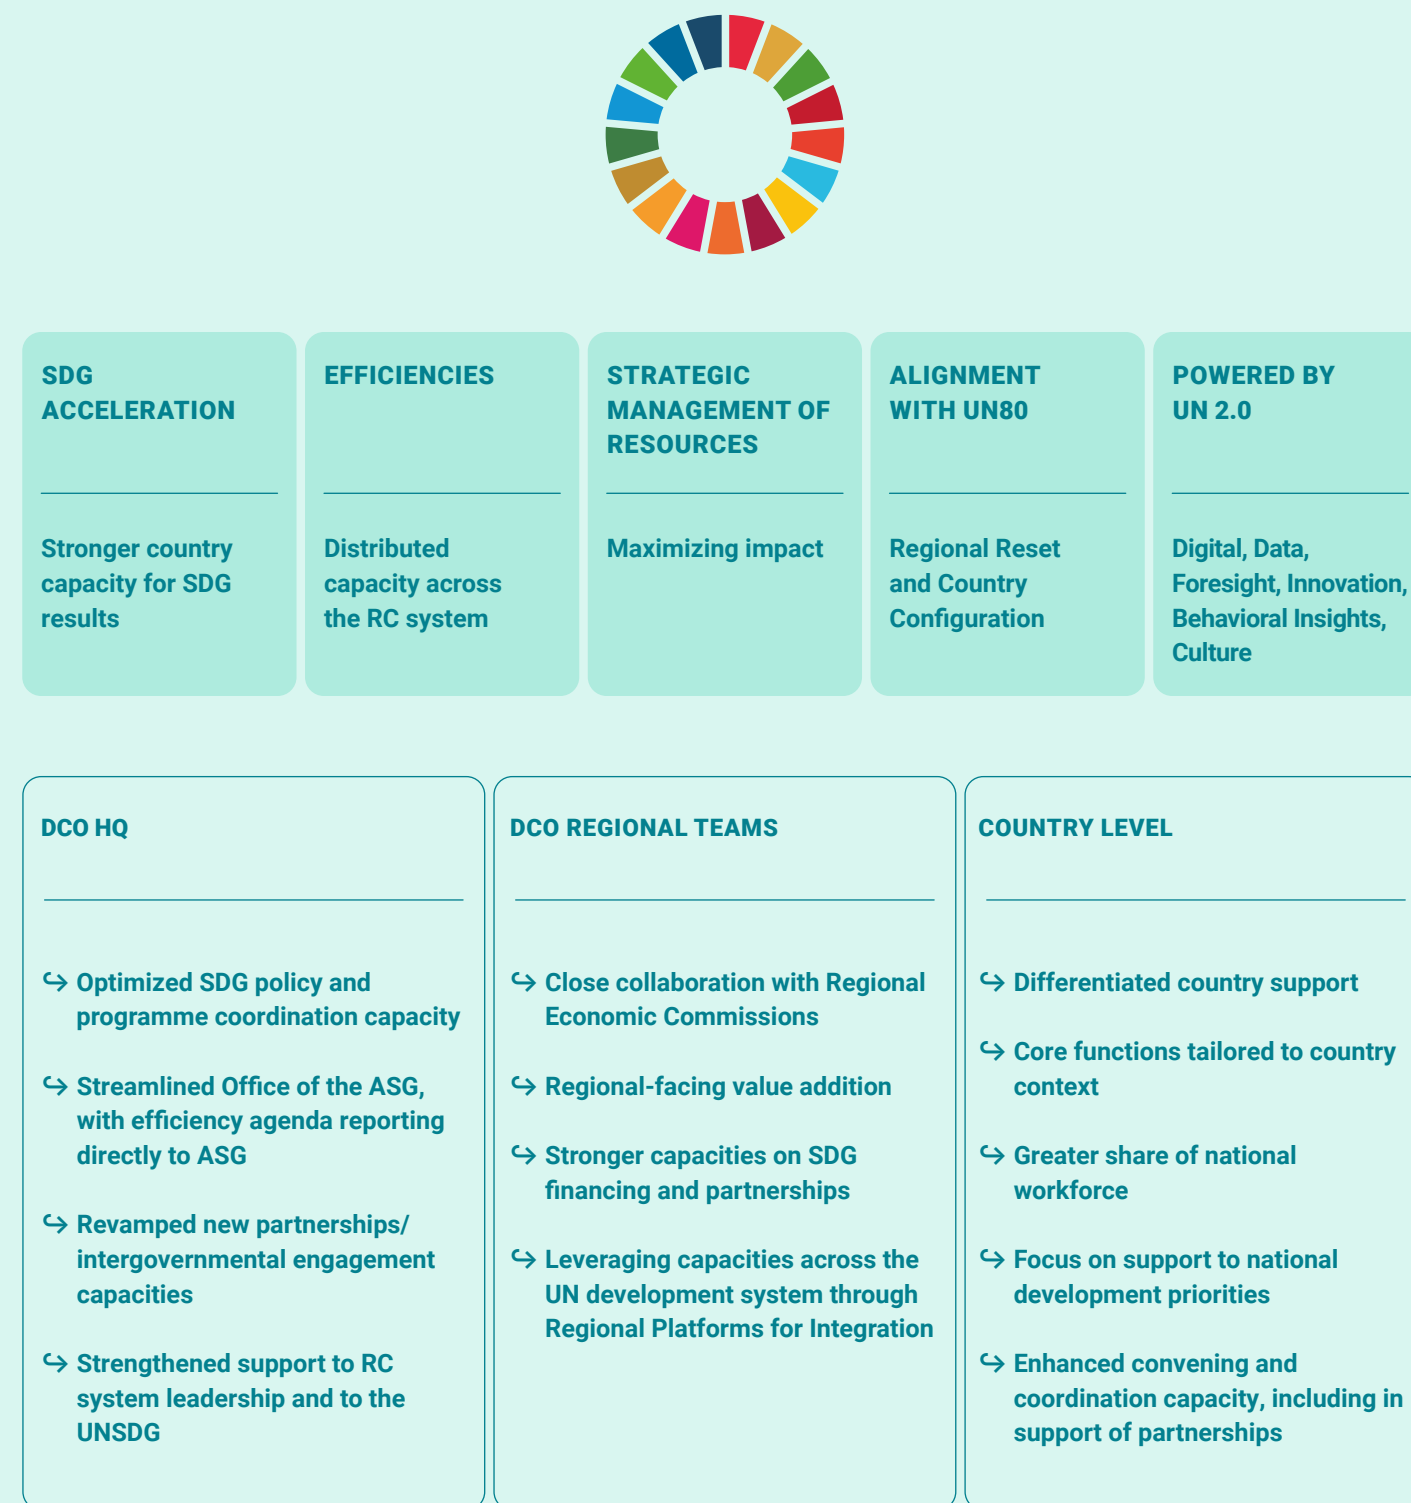 SDG
ACCELERATION
Stronger country
capacity for SDG
results
EFFICIENCIES
Distributed
capacity across
the RC system
STRATEGIC
MANAGEMENT OF
RESOURCES
Maximizing impact
ALIGNMENT
WITH UN80
Regional Reset
and Country
Configuration
POWERED BY
UN 2.0
Digital, Data,
Foresight, Innovation,
Behavioral Insights,
Culture
DCO HQ
↪ Optimized SDG policy and
programme coordination capacity
↪ Streamlined Office of the ASG,
with efficiency agenda reporting
directly to ASG
↪ Revamped new partnerships/
intergovernmental engagement
capacities
↪ Strengthened support to RC
system leadership and to the
UNSDG
DCO REGIONAL TEAMS
↪ Close collaboration with Regional
Economic Commissions
↪ Regional-facing value addition
↪ Stronger capacities on SDG
financing and partnerships
↪ Leveraging capacities across the
UN development system through
Regional Platforms for Integration
COUNTRY LEVEL
↪ Differentiated country support
↪ Core functions tailored to country
context
↪ Greater share of national
workforce
↪ Focus on support to national
development priorities
↪ Enhanced convening and
coordination capacity, including in
support of partnerships